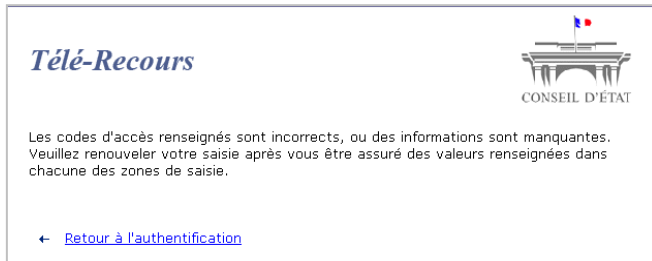 Télé-Recours
CONSEIL D'ÉTAT
Les codes d'accès renseignés sont incorrects, ou des informations sont manquantes.
Veuillez renouveler votre saisie après vous être assuré des valeurs renseignées dans
chacune des zones de saisie.
← Retour à l'authentification